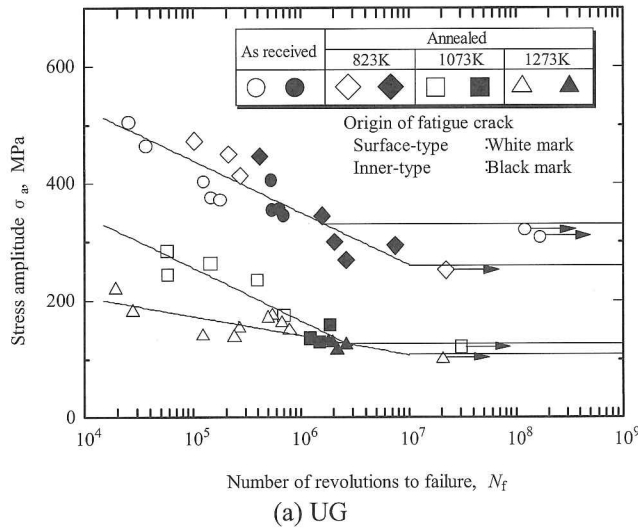 600
400
200
0
Stress amplitude σ a, MPa
As received
Annealed
823K
1073K
1273K
Origin of fatigue crack
Surface-type :White mark
Inner-type :Black mark
10^4 10^5 10^6 10^7 10^8 10^9
Number of revolutions to failure, N_f
(a) UG